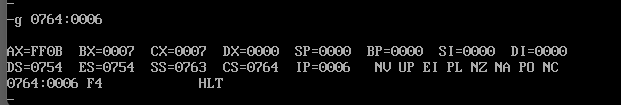 -
-g 0764:0006
AX=FF0B BX=0007 CX=0007 DX=0000 SP=0000 BP=0000 SI=0000 DI=0000
DS=0754 ES=0754 SS=0763 CS=0764 IP=0006 NV UP EI PL NZ NA PO NC
0764:0006 F4 HLT
-